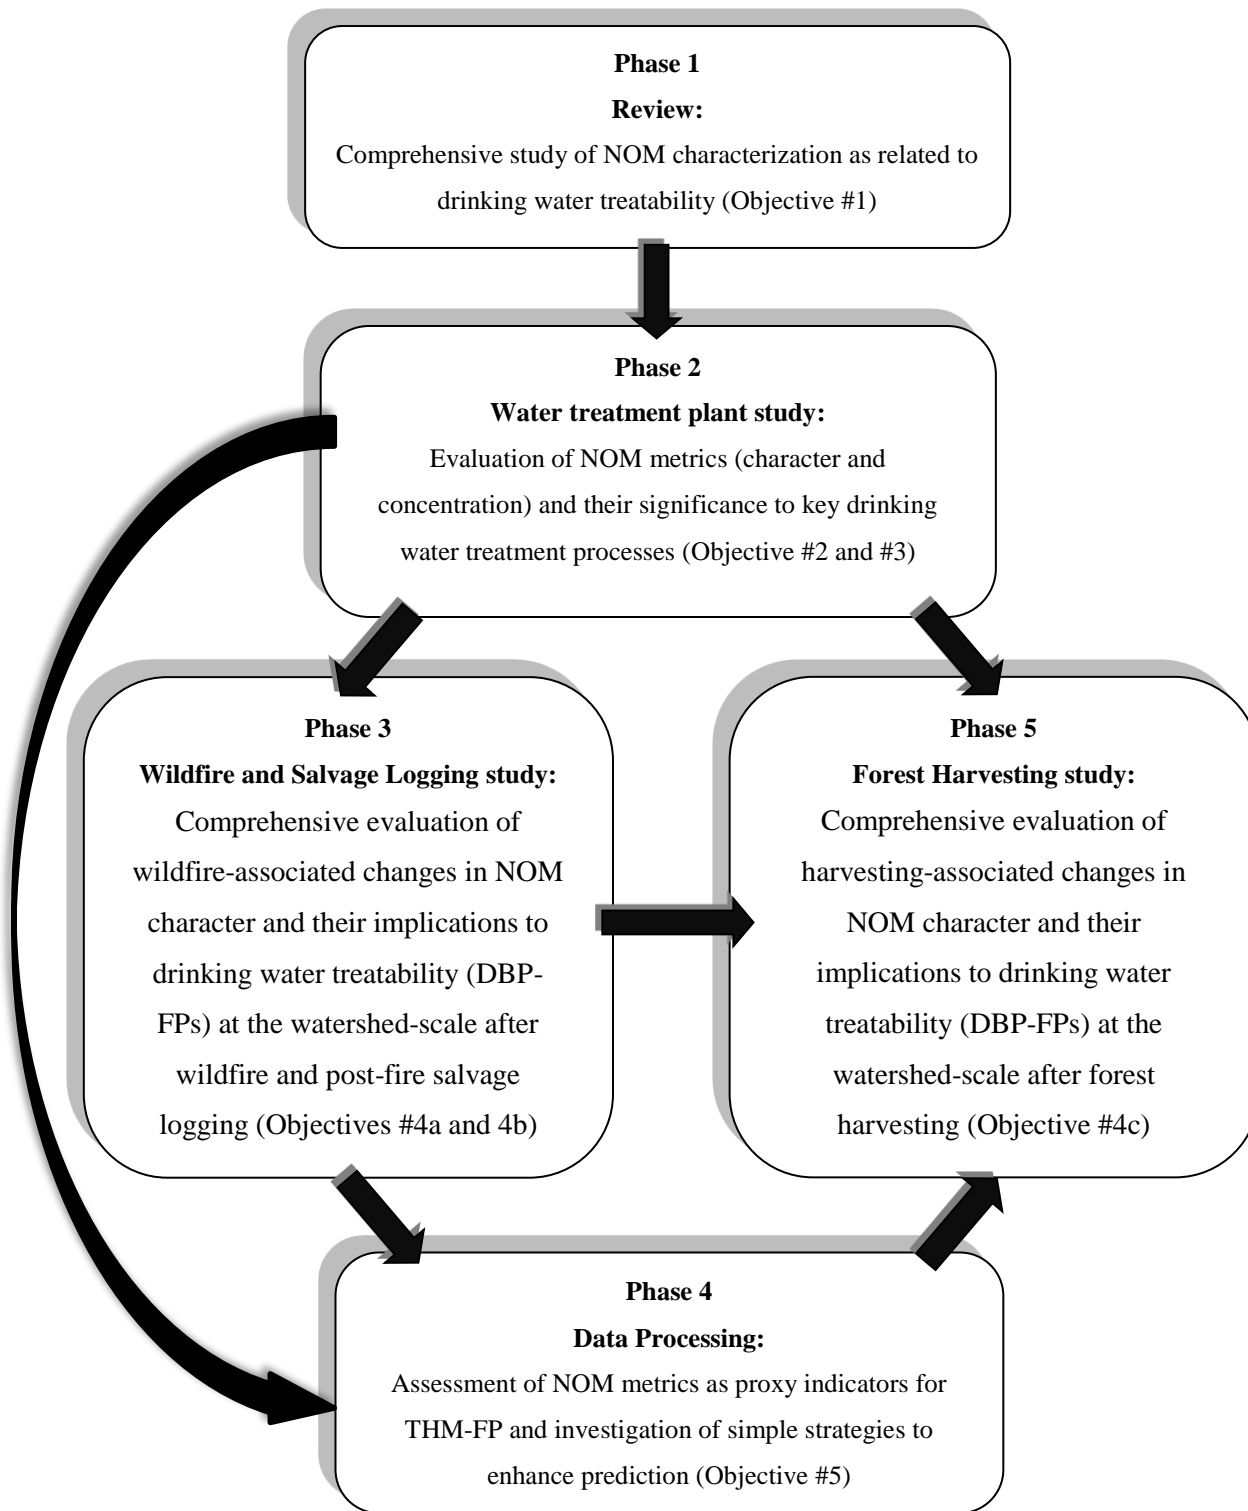 Phase 1
Review:
Comprehensive study of NOM characterization as related to
drinking water treatability (Objective #1)
Phase 2
Water treatment plant study:
Evaluation of NOM metrics (character and
concentration) and their significance to key drinking
water treatment processes (Objective #2 and #3)
Phase 3
Wildfire and Salvage Logging study:
Comprehensive evaluation of
wildfire-associated changes in NOM
character and their implications to
drinking water treatability (DBP-
FPs) at the watershed-scale after
wildfire and post-fire salvage
logging (Objectives #4a and 4b)
Phase 5
Forest Harvesting study:
Comprehensive evaluation of
harvesting-associated changes in
NOM character and their
implications to drinking water
treatability (DBP-FPs) at the
watershed-scale after forest
harvesting (Objective #4c)
Phase 4
Data Processing:
Assessment of NOM metrics as proxy indicators for
THM-FP and investigation of simple strategies to
enhance prediction (Objective #5)